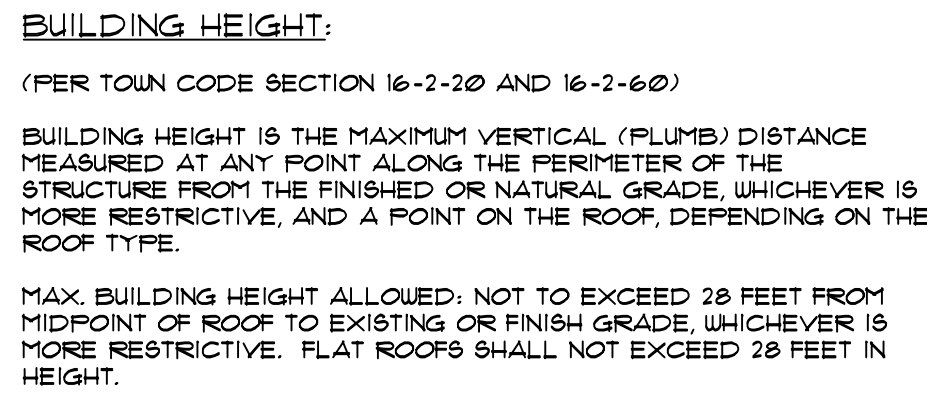 BUILDING HEIGHT:
(PER TOWN CODE SECTION 16-2-20 AND 16-2-60)
BUILDING HEIGHT IS THE MAXIMUM VERTICAL (PLUMB) DISTANCE
MEASURED AT ANY POINT ALONG THE PERIMETER OF THE
STRUCTURE FROM THE FINISHED OR NATURAL GRADE, WHICHEVER IS
MORE RESTRICTIVE, AND A POINT ON THE ROOF, DEPENDING ON THE
ROOF TYPE.
MAX. BUILDING HEIGHT ALLOWED: NOT TO EXCEED 28 FEET FROM
MIDPOINT OF ROOF TO EXISTING OR FINISH GRADE, WHICHEVER IS
MORE RESTRICTIVE.  FLAT ROOFS SHALL NOT EXCEED 28 FEET IN
HEIGHT.